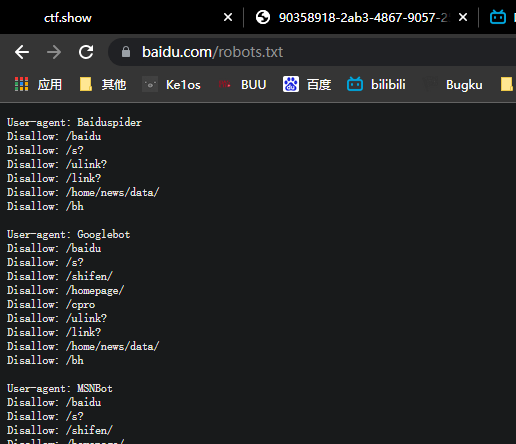 ctf.show
90358918-2ab3-4867-9057-2
baidu.com/robots.txt
应用 其他 Ke1os BUU 百度 bilibili Bugku
User-agent: Baiduspider
Disallow: /baidu
Disallow: /s?
Disallow: /ulink?
Disallow: /link?
Disallow: /home/news/data/
Disallow: /bh
User-agent: Googlebot
Disallow: /baidu
Disallow: /s?
Disallow: /shifen/
Disallow: /homepage/
Disallow: /cpro
Disallow: /ulink?
Disallow: /link?
Disallow: /home/news/data/
Disallow: /bh
User-agent: MSNBot
Disallow: /baidu
Disallow: /s?
Disallow: /shifen/
Disallow: /homepage/